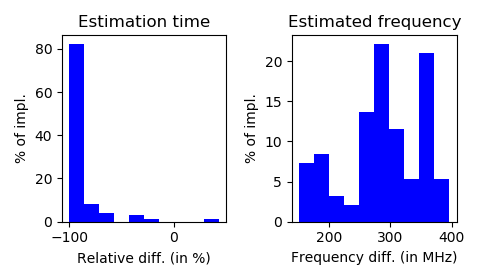 Estimation time
% of impl.
80
60
40
20
0
−100
0
Relative diff. (in %)
Estimated frequency
% of impl.
20
15
10
5
0
200
300
400
Frequency diff. (in MHz)